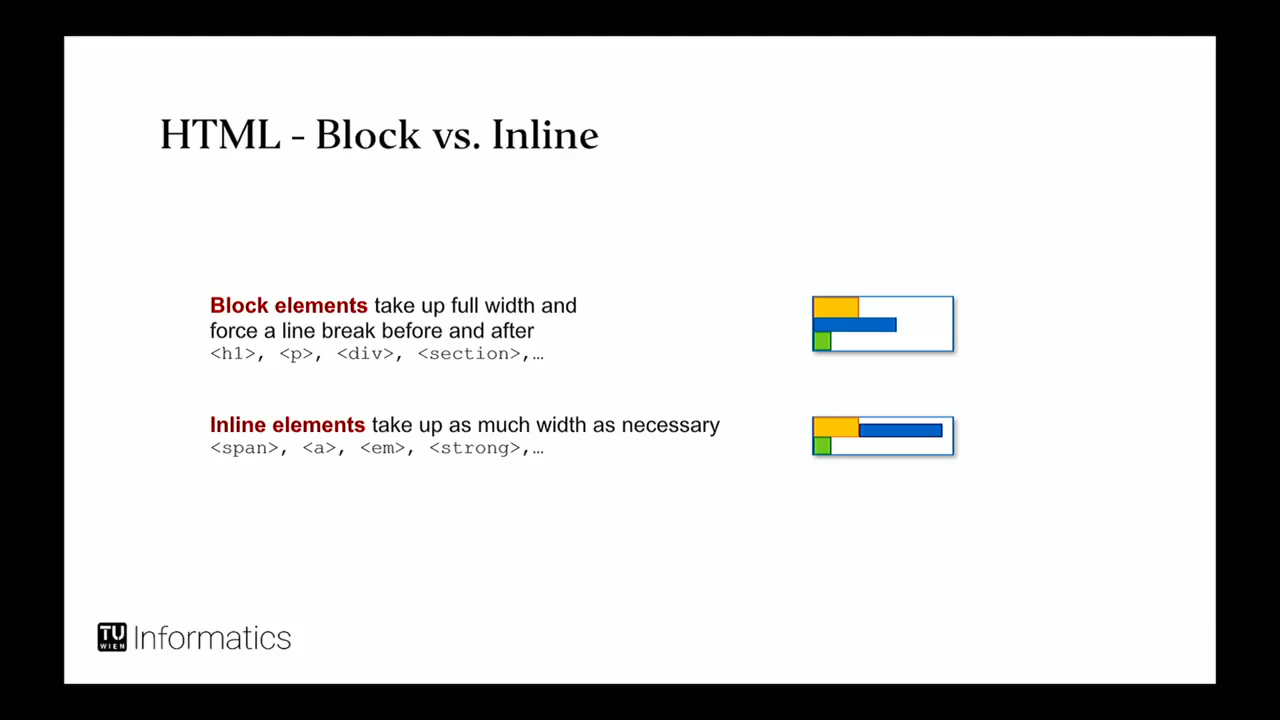 HTML - Block vs. Inline
Block elements take up full width and
force a line break before and after
<h1>, <p>, <div>, <section>,…
Inline elements take up as much width as necessary
<span>, <a>, <em>, <strong>,…
TU
WIEN
Informatics